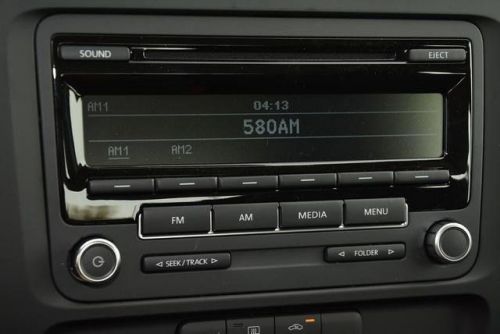 SOUND EJECT
AM1 04:13
580AM
AM1 AM2
FM AM MEDIA MENU
SEEK / TRACK FOLDER